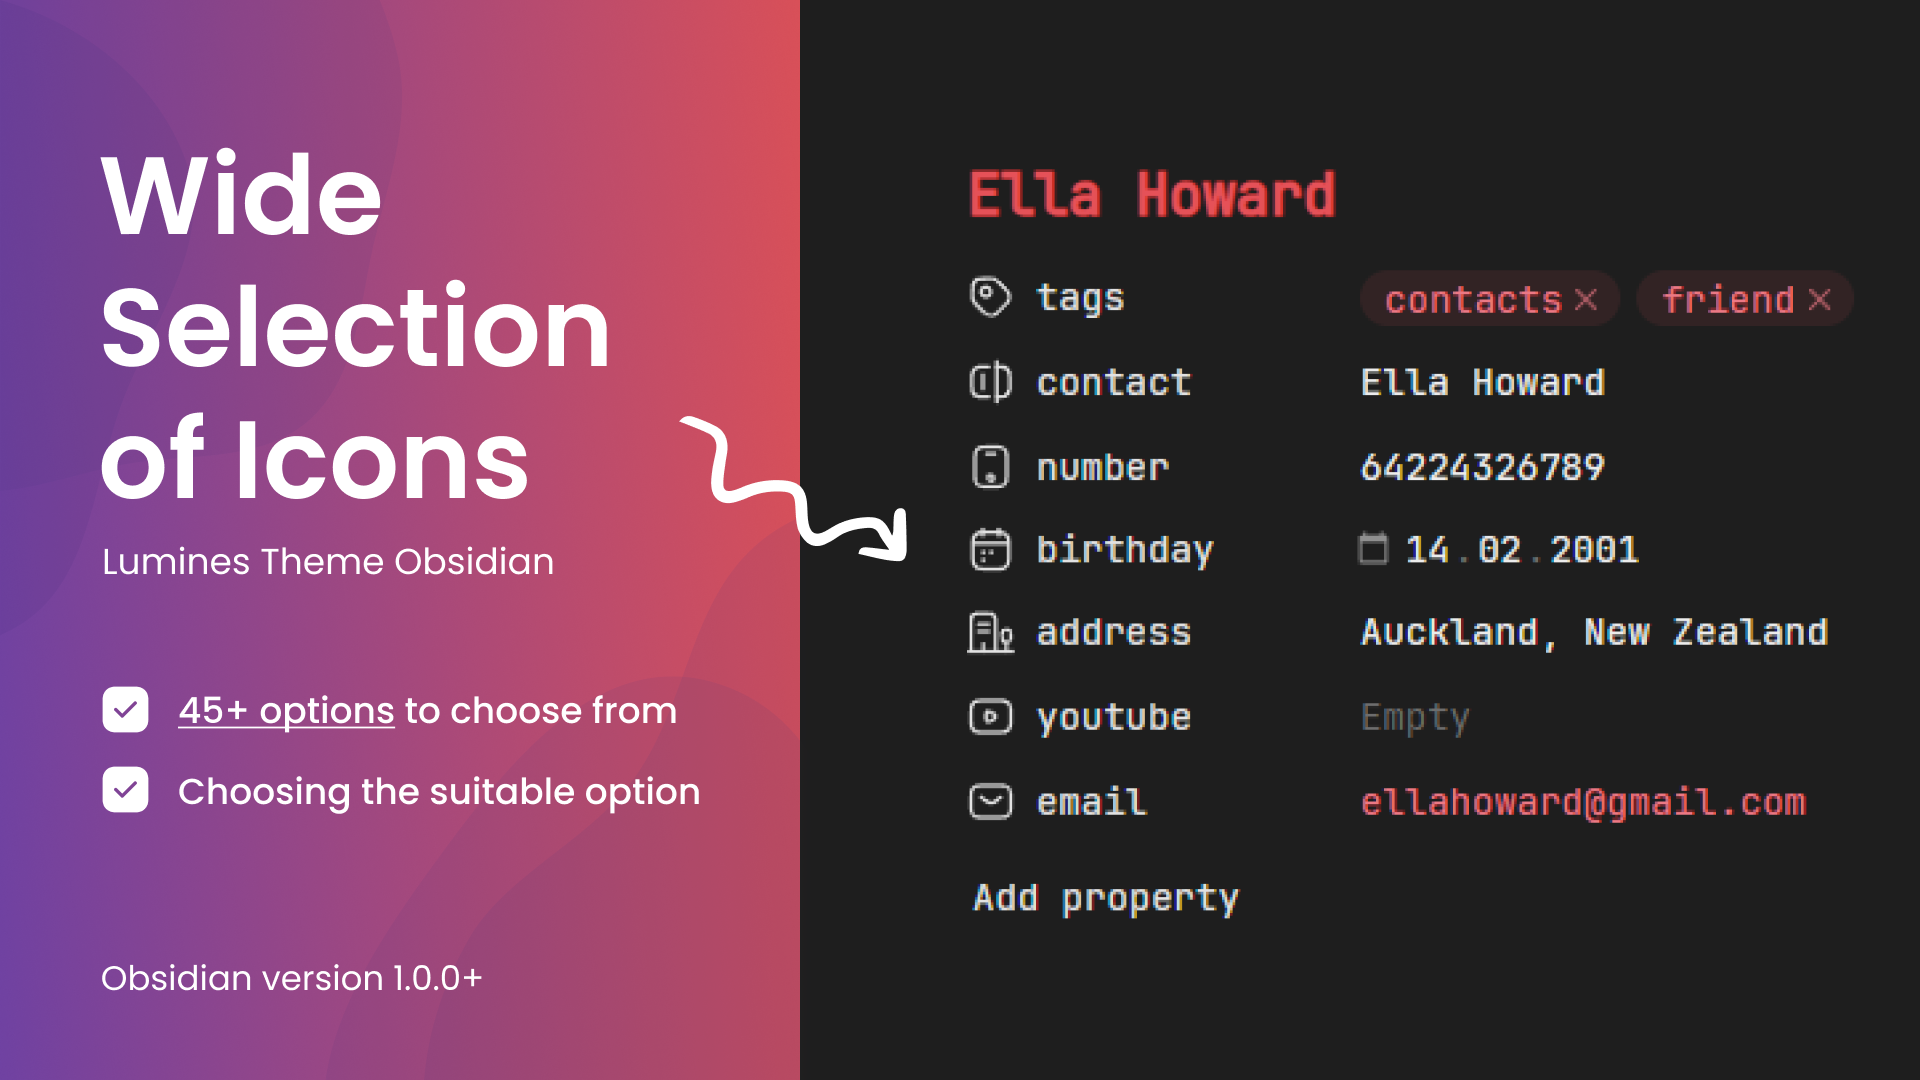 Wide
Selection
of Icons
Lumines Theme Obsidian
45+ options to choose from
Choosing the suitable option
Obsidian version 1.0.0+
Ella Howard
tags contacts friend
contact Ella Howard
number 64224326789
birthday 14.02.2001
address Auckland, New Zealand
youtube Empty
email ellahoward@gmail.com
Add property